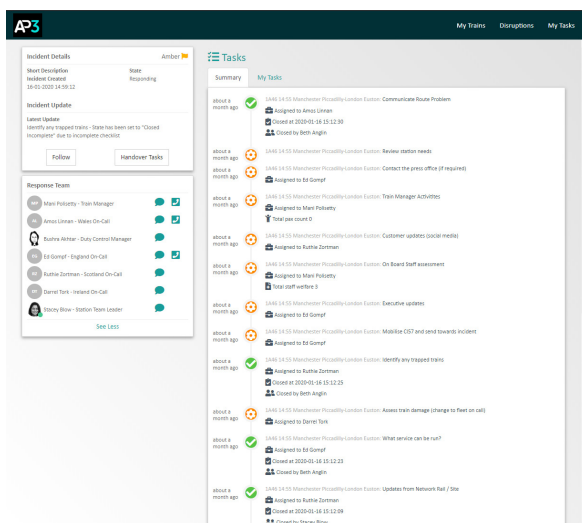 AP3
My Trains
Disruptions
My Tasks
Incident Details
Amber
Short Description
State
Incident Created
Responding
16-01-2020 14:59:12
Incident Update
Latest Update
Identify any trapped trains - State has been set to "Closed
Incomplete" due to incomplete checklist
Follow
Handover Tasks
Response Team
Mani Polisetty - Train Manager
Amos Linnan - Wales On-Call
Bushra Akhtar - Duty Control Manager
Ed Gompf - England On-Call
Ruthie Zortman - Scotland On-Call
Darrel Tork - Ireland On-Call
Stacey Blow - Station Team Leader
See Less
Tasks
Summary
My Tasks
about a
month ago
1A46 14:55 Manchester Piccadilly-London Euston: Communicate Route Problem
Assigned to Amos Linnan
Closed at 2020-01-16 15:12:30
Closed by Beth Anglin
about a
month ago
1A46 14:55 Manchester Piccadilly-London Euston: Review station needs
about a
month ago
1A46 14:55 Manchester Piccadilly-London Euston: Contact the press office (if required)
Assigned to Ed Gompf
about a
month ago
1A46 14:55 Manchester Piccadilly-London Euston: Train Manager Activitites
Assigned to Mani Polisetty
Total pax count 0
about a
month ago
1A46 14:55 Manchester Piccadilly-London Euston: Customer updates (social media)
Assigned to Ruthie Zortman
about a
month ago
1A46 14:55 Manchester Piccadilly-London Euston: On Board Staff assessment
Assigned to Mani Polisetty
Total staff welfare 3
about a
month ago
1A46 14:55 Manchester Piccadilly-London Euston: Executive updates
Assigned to Ed Gompf
about a
month ago
1A46 14:55 Manchester Piccadilly-London Euston: Mobilise CIST and send towards incident
Assigned to Ed Gompf
about a
month ago
1A46 14:55 Manchester Piccadilly-London Euston: Identify any trapped trains
Assigned to Ruthie Zortman
Closed at 2020-01-16 15:12:25
Closed by Beth Anglin
about a
month ago
1A46 14:55 Manchester Piccadilly-London Euston: Assess train damage (change to fleet on call)
Assigned to Darrel Tork
about a
month ago
1A46 14:55 Manchester Piccadilly-London Euston: What service can be run?
Assigned to Ed Gompf
Closed at 2020-01-16 15:12:23
Closed by Beth Anglin
about a
month ago
1A46 14:55 Manchester Piccadilly-London Euston: Updates from Network Rail / Site
Assigned to Ruthie Zortman
Closed at 2020-01-16 15:12:09
Closed by Stacey Blow